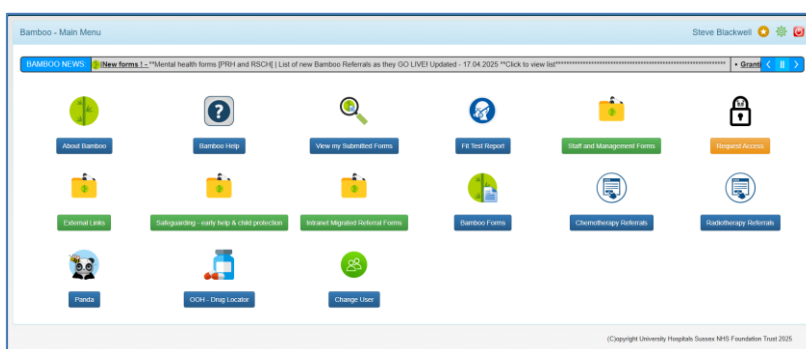 Bamboo - Main Menu
Steve Blackwell
BAMBOO NEWS
New forms ! - **Mental health forms [PRH and RSCH[ | List of new Bamboo Referrals as they GO LIVE! Updated - 17.04.2025 **Click to view list**
• Granti
About Bamboo
Bamboo Help
View my Submitted Forms
Fit Test Report
Staff and Management Forms
Request Access
External Links
Safeguarding - early help & child protection
Intranet Migrated Referral Forms
Bamboo Forms
Chemotherapy Referrals
Radiotherapy Referrals
Panda
OOH - Drug Locator
Change User
(C)opyright University Hospitals Sussex NHS Foundation Trust 2025